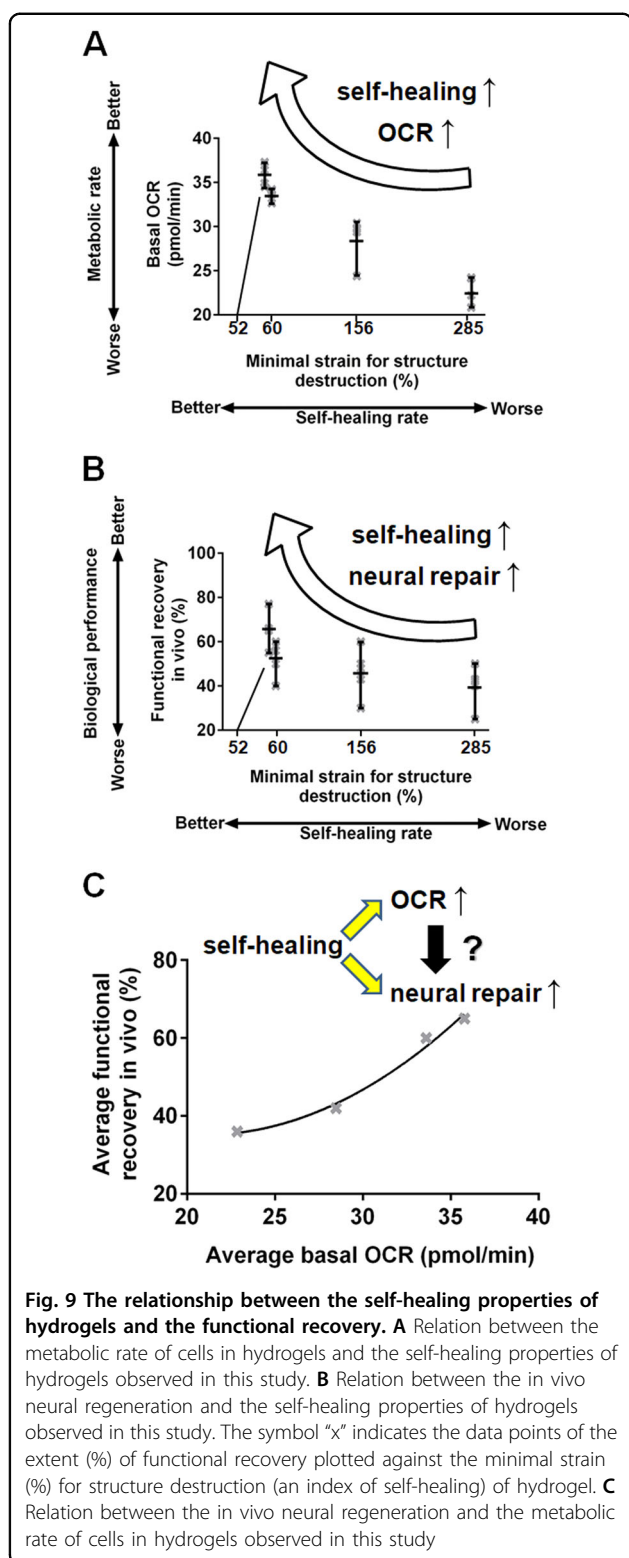 A
self-healing ↑
OCR ↑
Better
Metabolic rate
Worse
Basal OCR
(pmol/min)
40
35
30
25
20
52 60 156 285
Minimal strain for structure
destruction (%)
Better Self-healing rate Worse
B
self-healing ↑
neural repair ↑
Better
Biological performance
Worse
Functional recovery
in vivo (%)
100
80
60
40
20
52 60 156 285
Minimal strain for structure
destruction (%)
Better Self-healing rate Worse
C
OCR ↑
self-healing ?
neural repair ↑
Average functional
recovery in vivo (%)
80
60
40
20
20 25 30 35 40
Average basal OCR (pmol/min)
Fig. 9 The relationship between the self-healing properties of
hydrogels and the functional recovery. A Relation between the
metabolic rate of cells in hydrogels and the self-healing properties of
hydrogels observed in this study. B Relation between the in vivo
neural regeneration and the self-healing properties of hydrogels
observed in this study. The symbol “x” indicates the data points of the
extent (%) of functional recovery plotted against the minimal strain
(%) for structure destruction (an index of self-healing) of hydrogel. C
Relation between the in vivo neural regeneration and the metabolic
rate of cells in hydrogels observed in this study